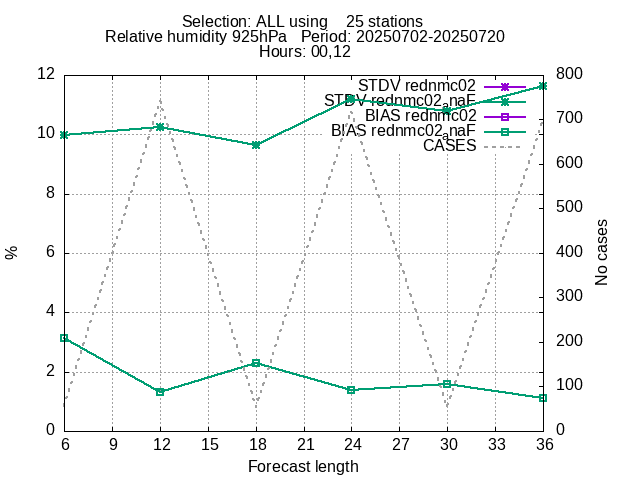 Selection: ALL using    25 stations
Relative humidity 925hPa   Period: 20250702-20250720
Hours: 00,12
STDV rednmc02
STDV rednmc02anaF
BIAS rednmc02
BIAS rednmc02anaF
CASES
12
10
8
6
4
2
0
%
800
700
600
500
400
300
200
100
0
No cases
6 9 12 15 18 21 24 27 30 33 36
Forecast length